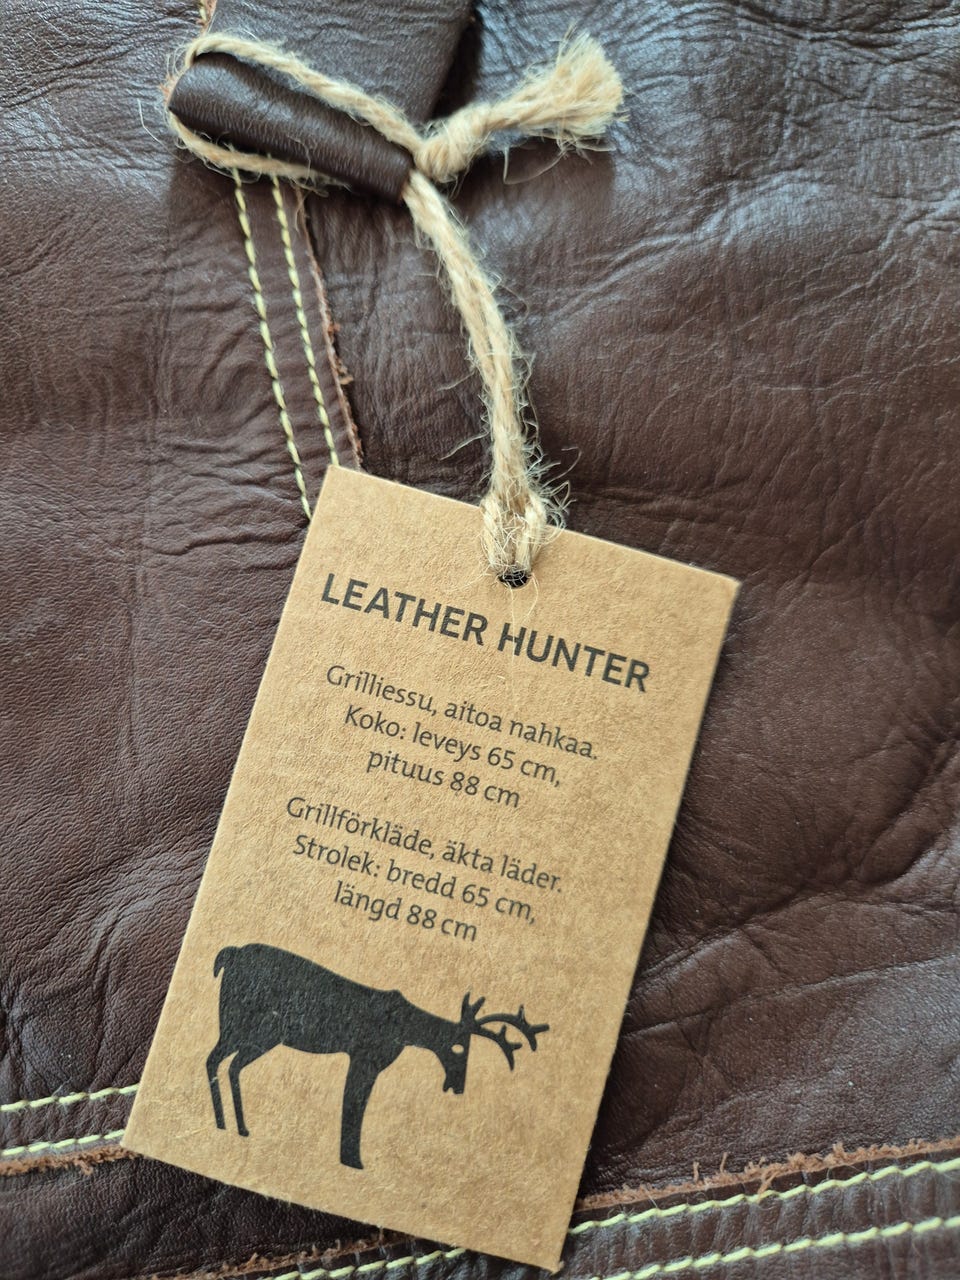 LEATHER HUNTER
Grilliessu, aitoa nahkaa.
Koko: leveys 65 cm,
pituus 88 cm
Grillförkläde, äkta läder.
Strolek: bredd 65 cm,
längd 88 cm